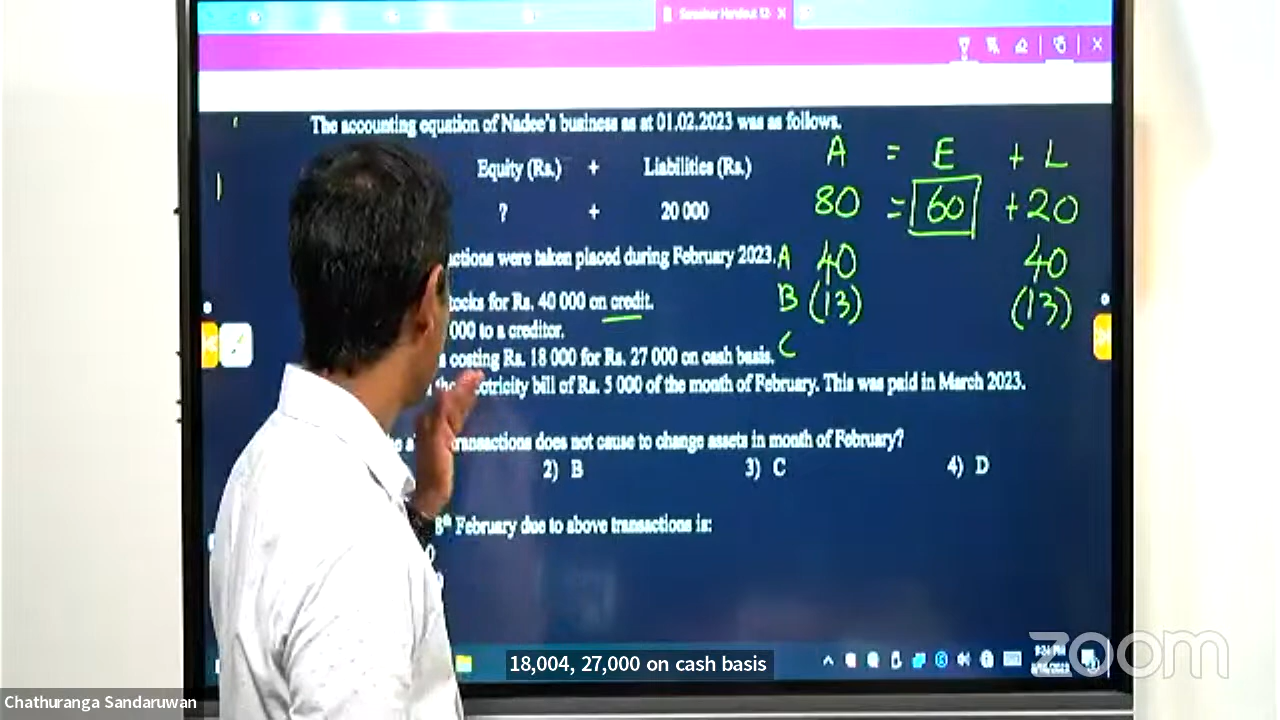 The accounting equation of Nadee's business as at 01.02.2023 was as follows.
Equity (Rs.) + Liabilities (Rs.)
? + 20 000
actions were taken placed during February 2023.
tocks for Rs. 40 000 on credit.
000 to a creditor.
s costing Rs. 18 000 for Rs. 27 000 on cash basis.
bill of Rs. 5 000 of the month of February. This was paid in March 2023.
transactions does not cause to change assets in month of February?
2) B 3) C 4) D
8th February due to above transactions is:
A = E + L
80 = 60 + 20
A 40 40
B (13) (13)
C
18,004, 27,000 on cash basis
zoom
Chathuranga Sandaruwan